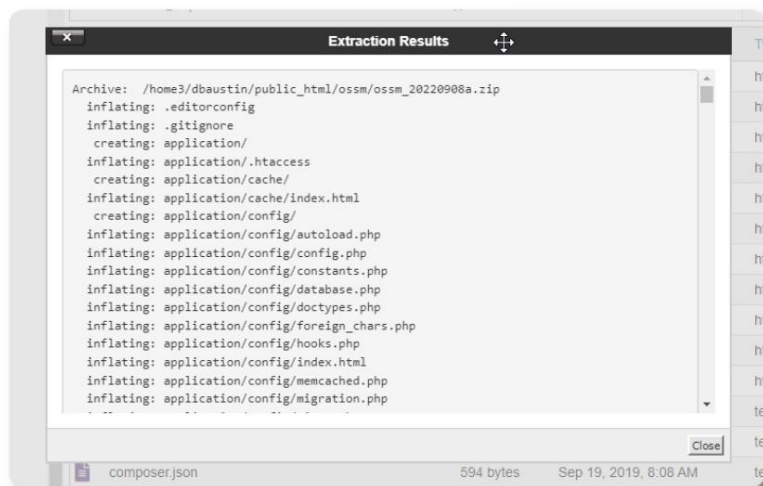 ×
Extraction Results
Archive:  /home3/dbaustin/public_html/ossm/ossm_20220908a.zip
inflating: .editorconfig
inflating: .gitignore
creating: application/
inflating: application/.htaccess
creating: application/cache/
inflating: application/cache/index.html
creating: application/config/
inflating: application/config/autoload.php
inflating: application/config/config.php
inflating: application/config/constants.php
inflating: application/config/database.php
inflating: application/config/doctypes.php
inflating: application/config/foreign_chars.php
inflating: application/config/hooks.php
inflating: application/config/index.html
inflating: application/config/memcached.php
inflating: application/config/migration.php
Close
composer.json 594 bytes Sep 19, 2019, 8:08 AM